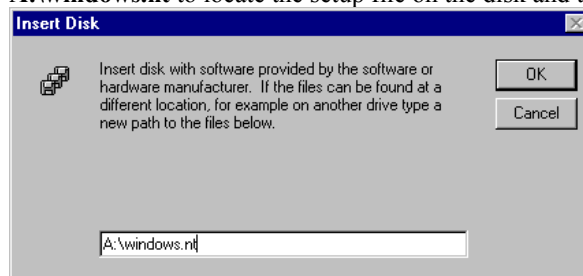 A:\windows.nt to locate the setup file on the disk and
Insert Disk
Insert disk with software provided by the software or
hardware manufacturer. If the files can be found at a
different location, for example on another drive type a
new path to the files below.
OK
Cancel
A:\windows.nt